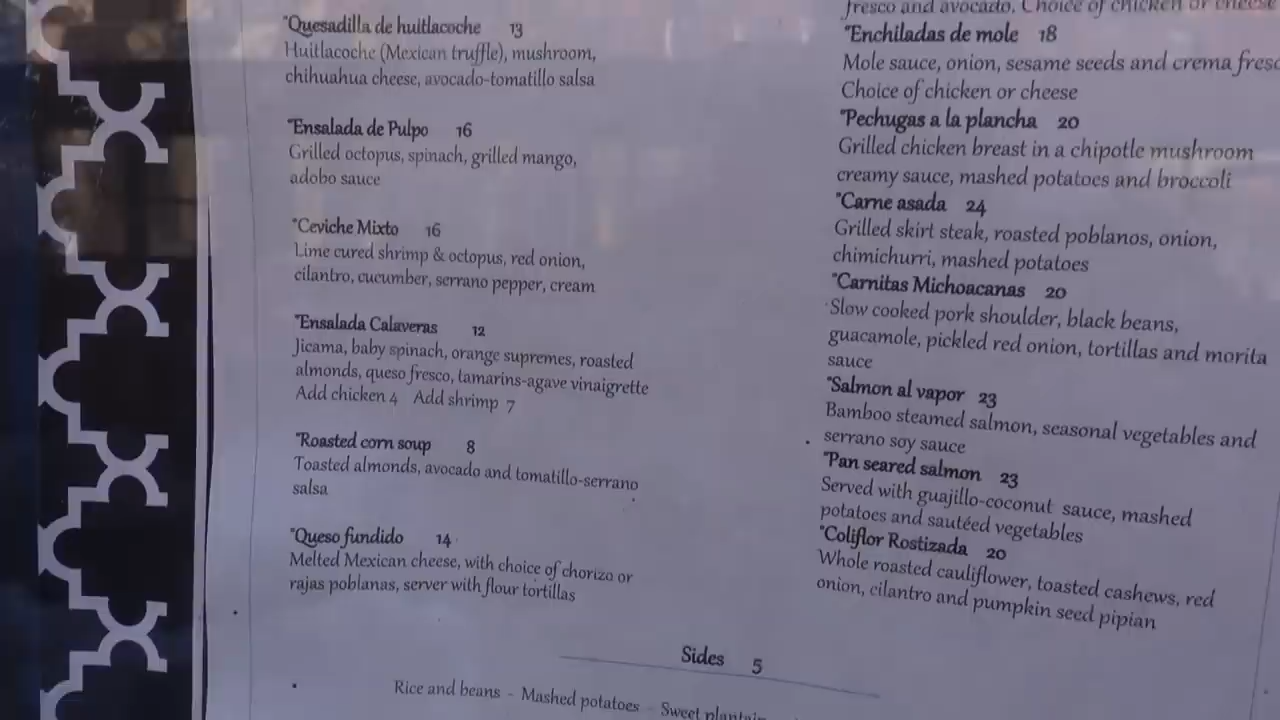 "Quesadilla de huitlacoche 13
Huitlacoche (Mexican truffle), mushroom,
chihuahua cheese, avocado-tomatillo salsa
"Ensalada de Pulpo 16
Grilled octopus, spinach, grilled mango,
adobo sauce
"Ceviche Mixto 16
Lime cured shrimp & octopus, red onion,
cilantro, cucumber, serrano pepper, cream
"Ensalada Calaveras 12
Jicama, baby spinach, orange supremes, roasted
almonds, queso fresco, tamarins-agave vinaigrette
Add chicken 4 Add shrimp 7
"Roasted corn soup 8
Toasted almonds, avocado and tomatillo-serrano
salsa
"Queso fundido 14
Melted Mexican cheese, with choice of chorizo or
rajas poblanas, server with flour tortillas
fresco and avocado. Choice of chicken or cheese
"Enchiladas de mole 18
Mole sauce, onion, sesame seeds and crema fresc
Choice of chicken or cheese
"Pechugas a la plancha 20
Grilled chicken breast in a chipotle mushroom
creamy sauce, mashed potatoes and broccoli
"Carne asada 24
Grilled skirt steak, roasted poblanos, onion,
chimichurri, mashed potatoes
"Carnitas Michoacanas 20
Slow cooked pork shoulder, black beans,
guacamole, pickled red onion, tortillas and morita
sauce
"Salmon al vapor 23
Bamboo steamed salmon, seasonal vegetables and
serrano soy sauce
"Pan seared salmon 23
Served with guajillo-coconut sauce, mashed
potatoes and sautéed vegetables
"Coliflor Rostizada 20
Whole roasted cauliflower, toasted cashews, red
onion, cilantro and pumpkin seed pipian
Sides 5
Rice and beans - Mashed potatoes - Sweet plantain